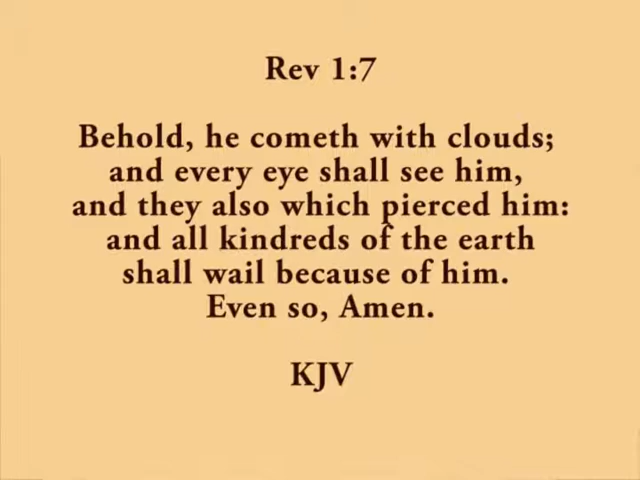 Rev 1:7
Behold, he cometh with clouds;
and every eye shall see him,
and they also which pierced him:
and all kindreds of the earth
shall wail because of him.
Even so, Amen.
KJV